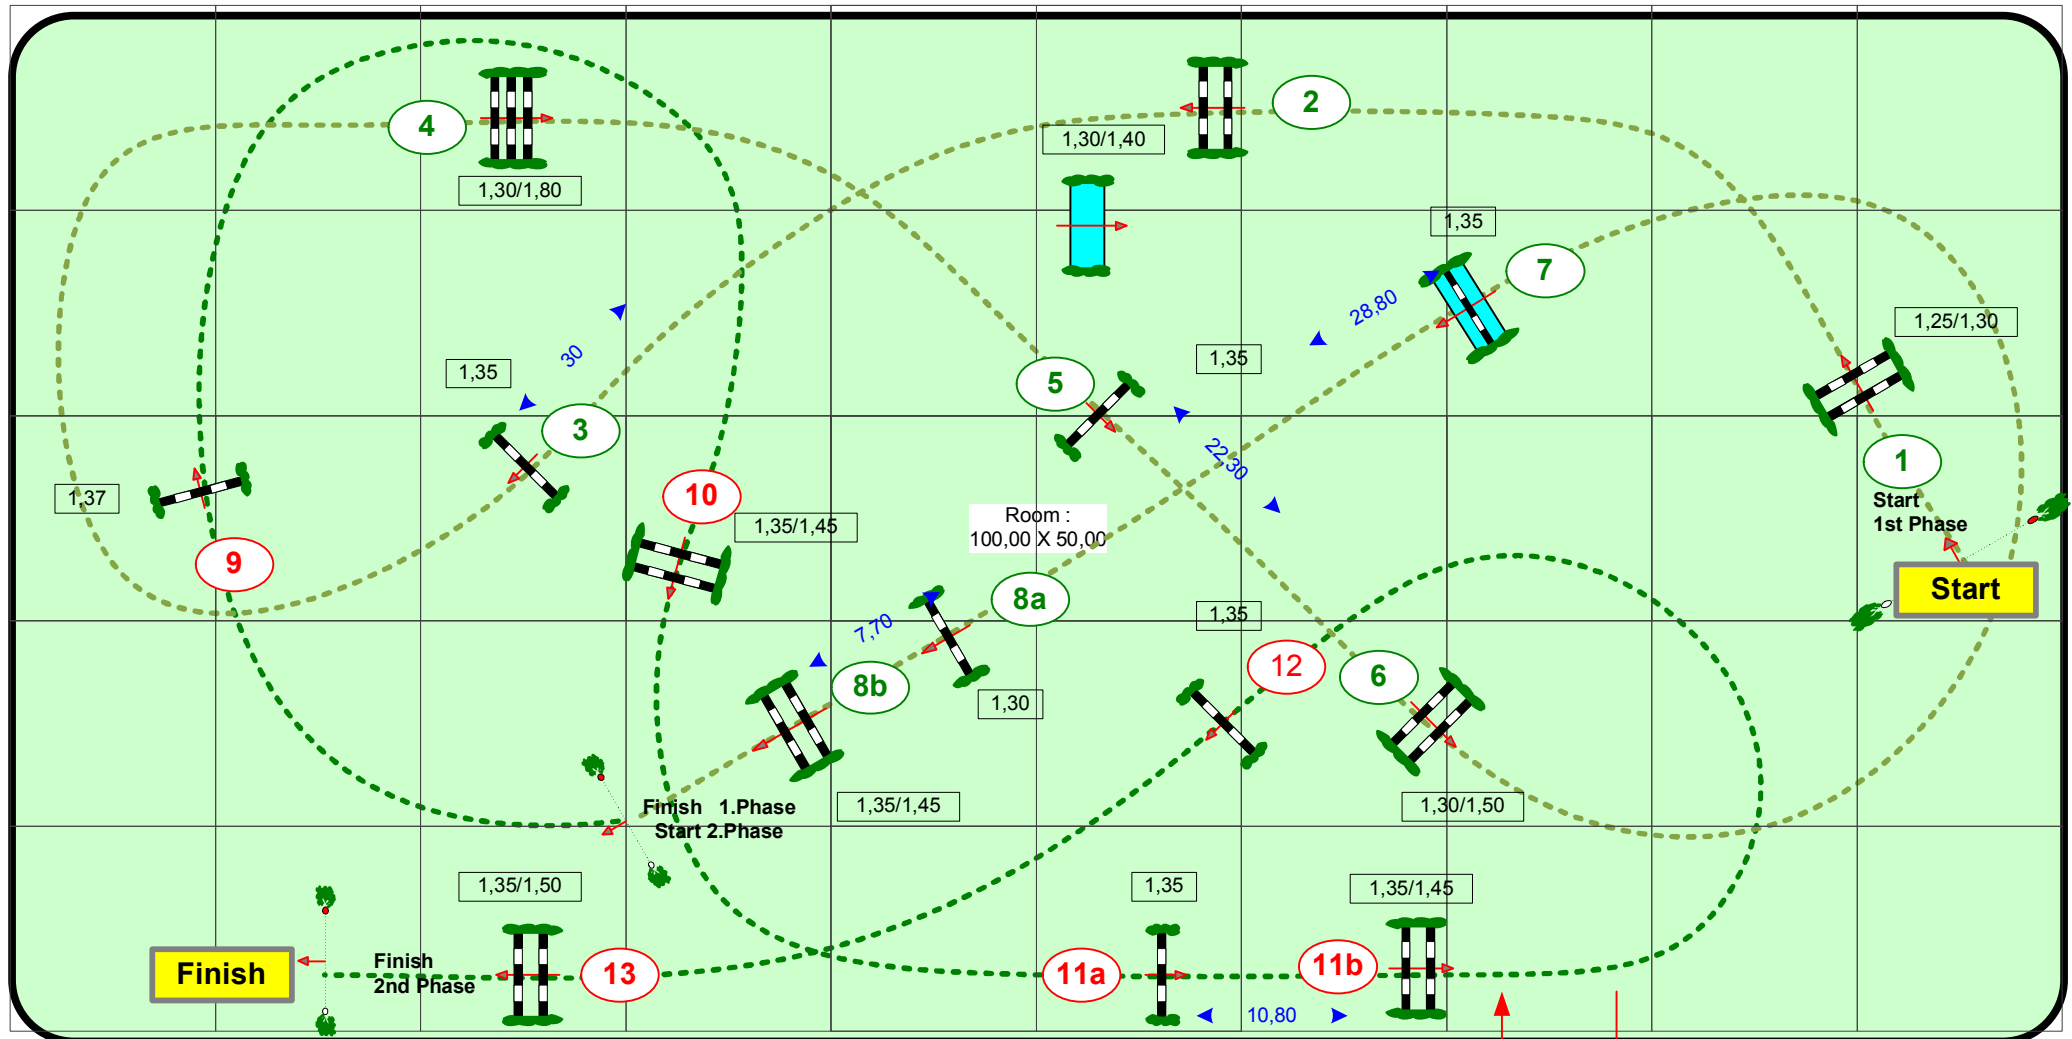 2
4
1,30/1,40
1,30/1,80
1,35
7
28,80
1,25/1,30
30
1,35
1,35
5
3
22,30
1
1,37
10
Start
1st Phase
Room :
100,00 X 50,00
1,35/1,45
9
Start
8a
7,70
1,35
12
6
8b
1,30
Finish 1.Phase
Start 2.Phase
1,35/1,45
1,30/1,50
1,35/1,50
1,35
1,35/1,45
Finish
Finish
2nd Phase
13
11a
11b
10,80